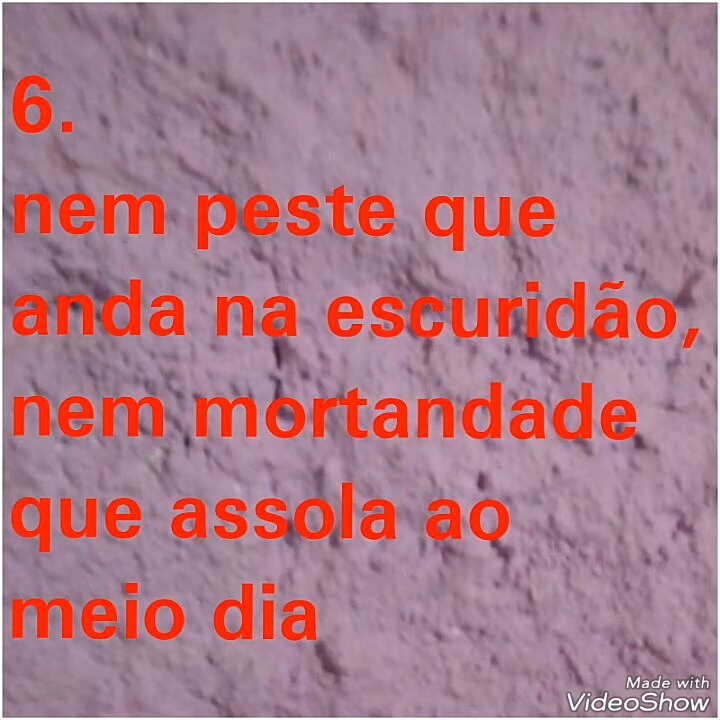 6.
nem peste que
anda na escuridão,
nem mortandade
que assola ao
meio dia
Made with
VideoShow